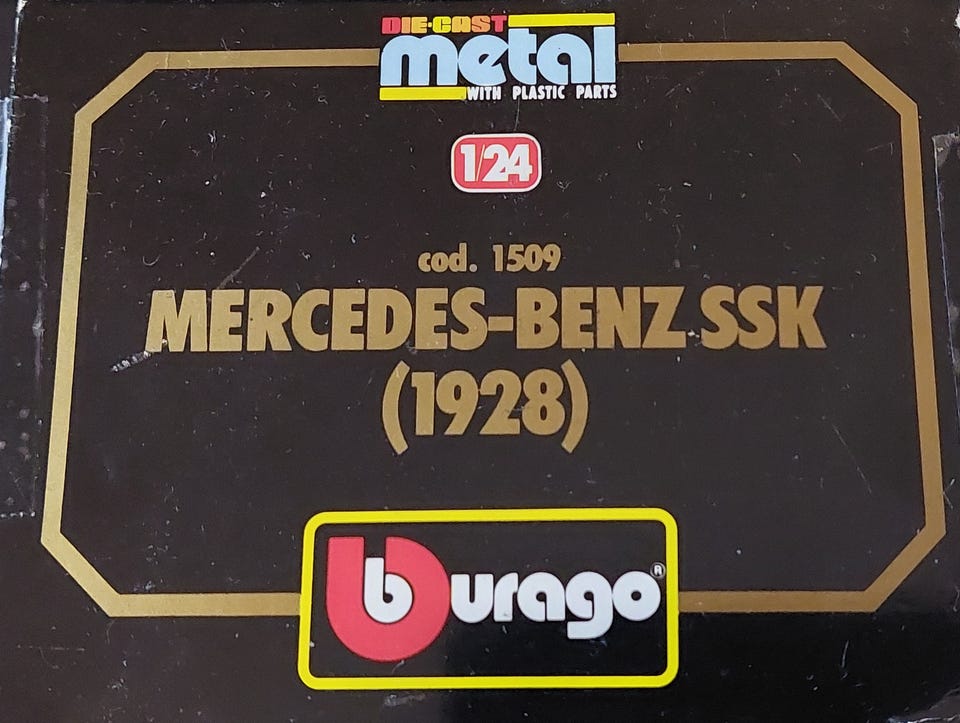 DIE-CAST
metal
WITH PLASTIC PARTS
1/24
cod. 1509
MERCEDES-BENZ SSK
(1928)
burago®